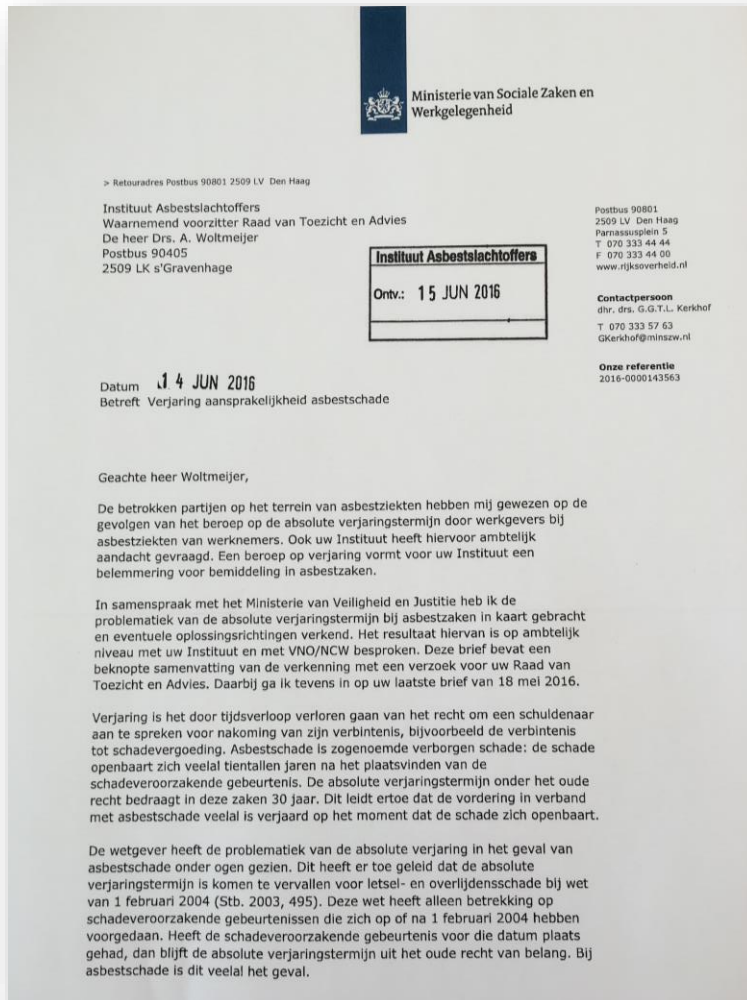 Ministerie van Sociale Zaken en
Werkgelegenheid
> Retouradres Postbus 90801 2509 LV Den Haag
Instituut Asbestslachtoffers
Waarnemend voorzitter Raad van Toezicht en Advies
De heer Drs. A. Woltmeijer
Postbus 90405
2509 LK s'Gravenhage
Instituut Asbestslachtoffers
Ontv.: 15 JUN 2016
Postbus 90801
2509 LV Den Haag
Parnassusplein 5
T 070 333 44 44
F 070 333 44 00
www.rijksoverheid.nl
Contactpersoon
dhr. drs. G.G.T.L. Kerkhof
T 070 333 57 63
GKerkhof@minszw.nl
Onze referentie
2016-0000143563
Datum 14 JUN 2016
Betreft Verjaring aansprakelijkheid asbestschade
Geachte heer Woltmeijer,
De betrokken partijen op het terrein van asbestziekten hebben mij gewezen op de
gevolgen van het beroep op de absolute verjaringstermijn door werkgevers bij
asbestziekten van werknemers. Ook uw Instituut heeft hiervoor ambtelijk
aandacht gevraagd. Een beroep op verjaring vormt voor uw Instituut een
belemmering voor bemiddeling in asbestzaken.
In samenspraak met het Ministerie van Veiligheid en Justitie heb ik de
problematiek van de absolute verjaringstermijn bij asbestzaken in kaart gebracht
en eventuele oplossingsrichtingen verkend. Het resultaat hiervan is op ambtelijk
niveau met uw Instituut en met VNO/NCW besproken. Deze brief bevat een
beknopte samenvatting van de verkenning met een verzoek voor uw Raad van
Toezicht en Advies. Daarbij ga ik tevens in op uw laatste brief van 18 mei 2016.
Verjaring is het door tijdsverloop verloren gaan van het recht om een schuldenaar
aan te spreken voor nakoming van zijn verbintenis, bijvoorbeeld de verbintenis
tot schadevergoeding. Asbestschade is zogenoemde verborgen schade: de schade
openbaart zich veelal tientallen jaren na het plaatsvinden van de
schadeveroorzakende gebeurtenis. De absolute verjaringstermijn onder het oude
recht bedraagt in deze zaken 30 jaar. Dit leidt ertoe dat de vordering in verband
met asbestschade veelal is verjaard op het moment dat de schade zich openbaart.
De wetgever heeft de problematiek van de absolute verjaring in het geval van
asbestschade onder ogen gezien. Dit heeft er toe geleid dat de absolute
verjaringstermijn is komen te vervallen voor letsel- en overlijdensschade bij wet
van 1 februari 2004 (Stb. 2003, 495). Deze wet heeft alleen betrekking op
schadeveroorzakende gebeurtenissen die zich op of na 1 februari 2004 hebben
voorgedaan. Heeft de schadeveroorzakende gebeurtenis voor die datum plaats
gehad, dan blijft de absolute verjaringstermijn uit het oude recht van belang. Bij
asbestschade is dit veelal het geval.